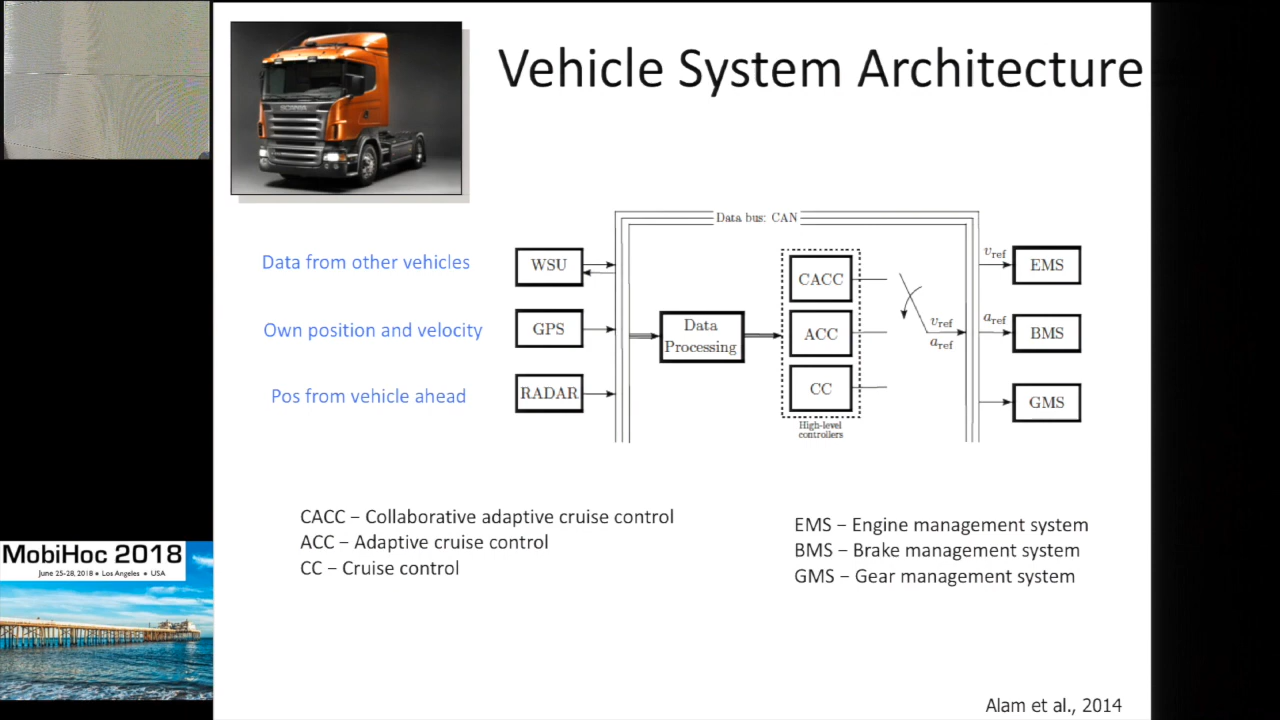 Vehicle System Architecture
SCANIA
Data bus: CAN
Data from other vehicles
WSU
CACC
v_ref
EMS
Own position and velocity
GPS
Data
Processing
ACC
v_ref
a_ref
a_ref
BMS
Pos from vehicle ahead
RADAR
CC
GMS
High-level
controllers
CACC – Collaborative adaptive cruise control
ACC – Adaptive cruise control
CC – Cruise control
EMS – Engine management system
BMS – Brake management system
GMS – Gear management system
MobiHoc 2018
June 25-28, 2018 • Los Angeles • USA
Alam et al., 2014